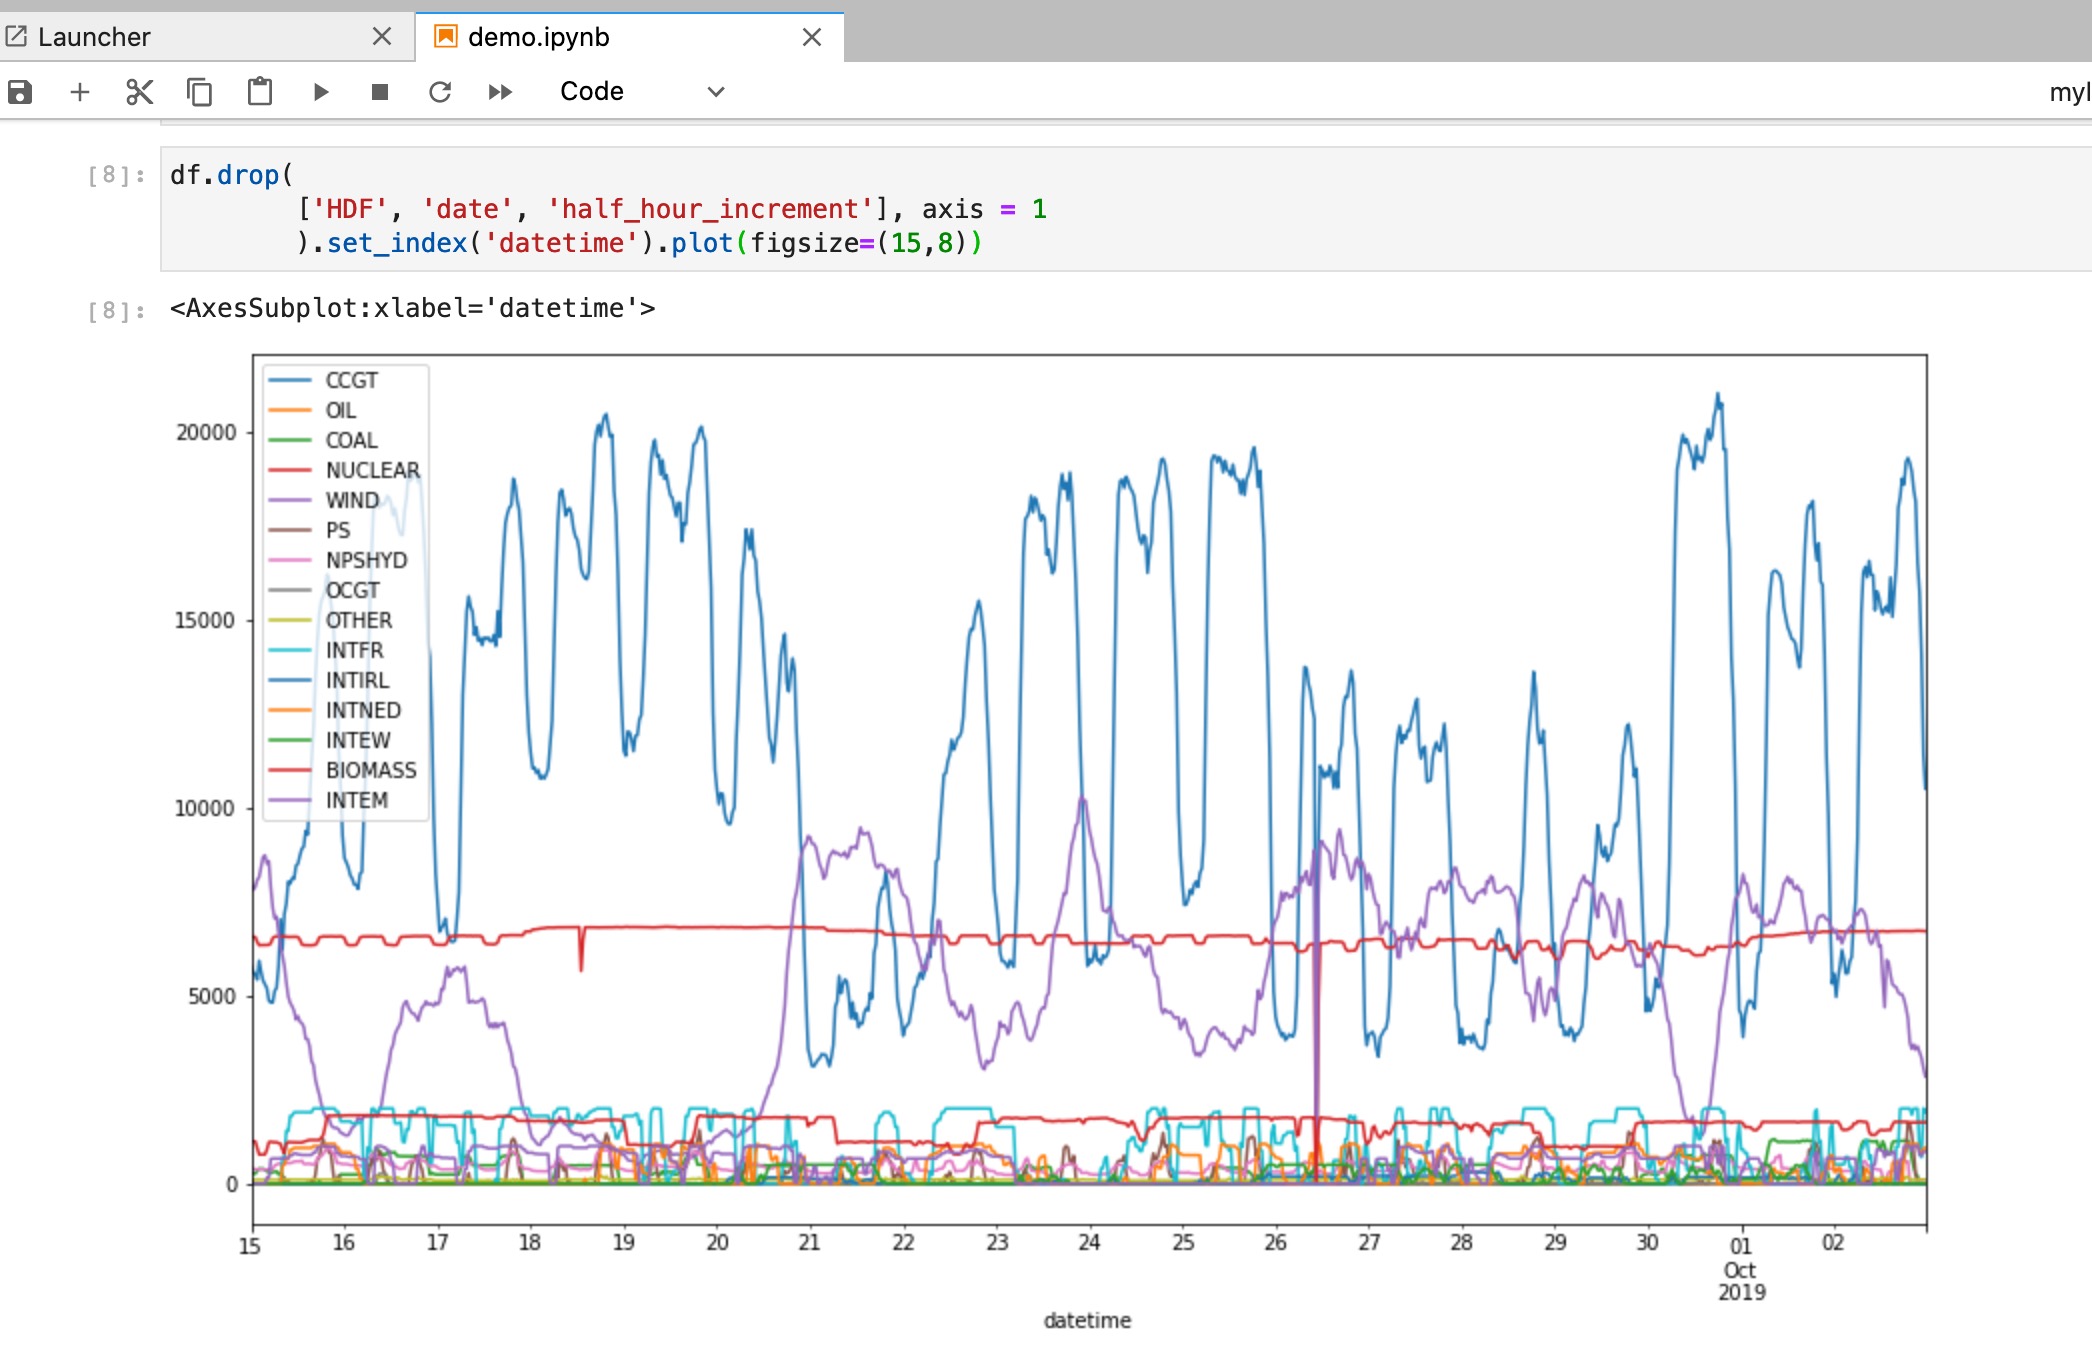 Launcher
demo.ipynb
Code
[8]:
df.drop(
['HDF', 'date', 'half_hour_increment'], axis = 1
).set_index('datetime').plot(figsize=(15,8))
[8]:
<AxesSubplot:xlabel='datetime'>
CCGT
OIL
COAL
NUCLEAR
WIND
PS
NPSHYD
OCGT
OTHER
INTFR
INTIRL
INTNED
INTEW
BIOMASS
INTEM
20000
15000
10000
5000
0
15 16 17 18 19 20 21 22 23 24 25 26 27 28 29 30 01 02
Oct
2019
datetime